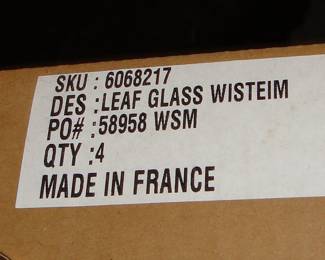 SKU : 6068217
DES :LEAF GLASS WISTEIM
PO# :58958 WSM
QTY :4
MADE IN FRANCE